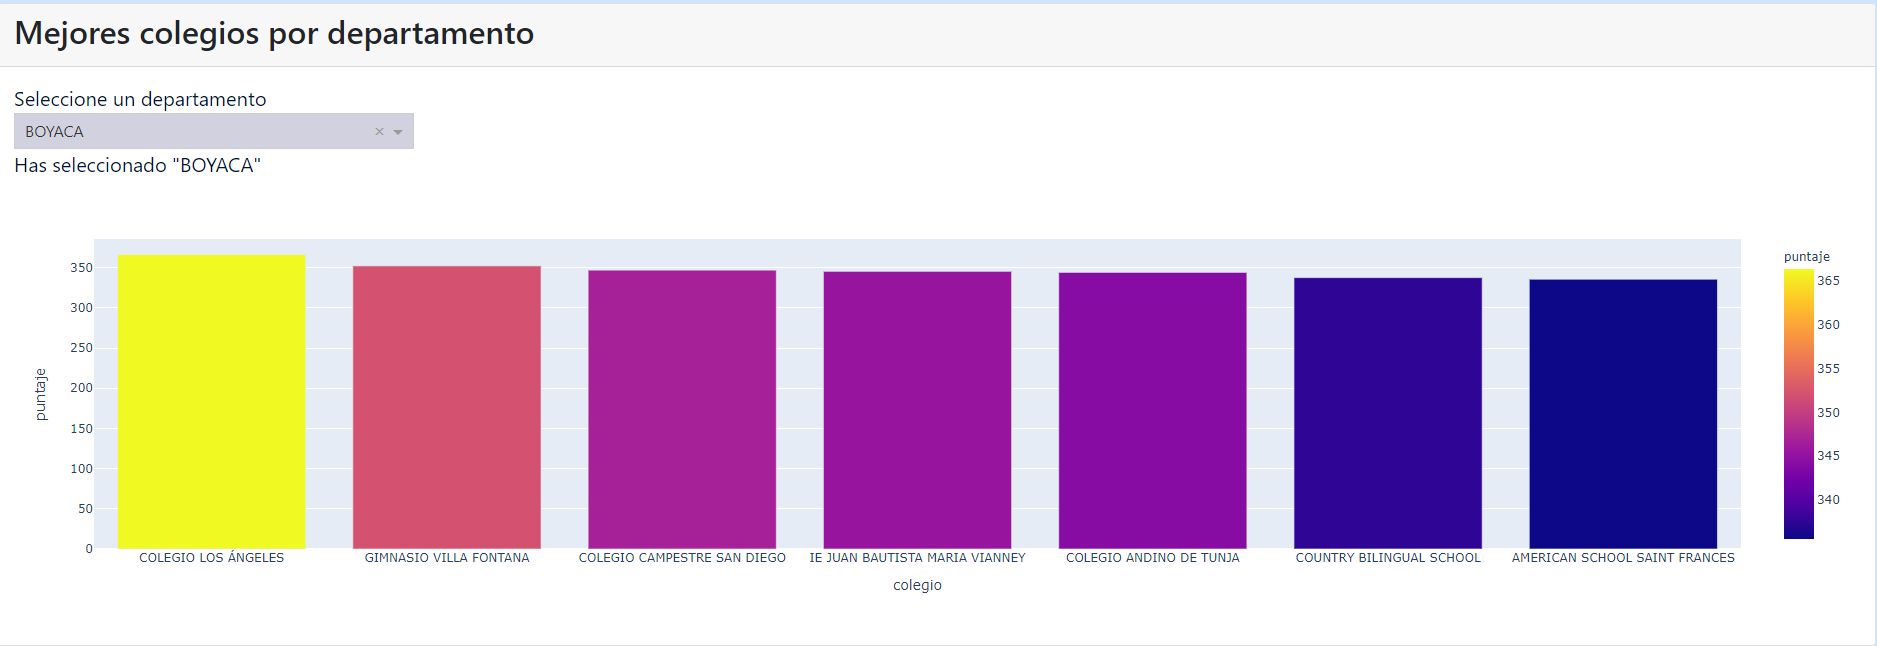 Mejores colegios por departamento
Seleccione un departamento
BOYACA
Has seleccionado "BOYACA"
puntaje
350
300
250
200
150
100
50
0
COLEGIO LOS ÁNGELES
GIMNASIO VILLA FONTANA
COLEGIO CAMPESTRE SAN DIEGO
IE JUAN BAUTISTA MARIA VIANNEY
COLEGIO ANDINO DE TUNJA
COUNTRY BILINGUAL SCHOOL
AMERICAN SCHOOL SAINT FRANCES
colegio
puntaje
365
360
355
350
345
340